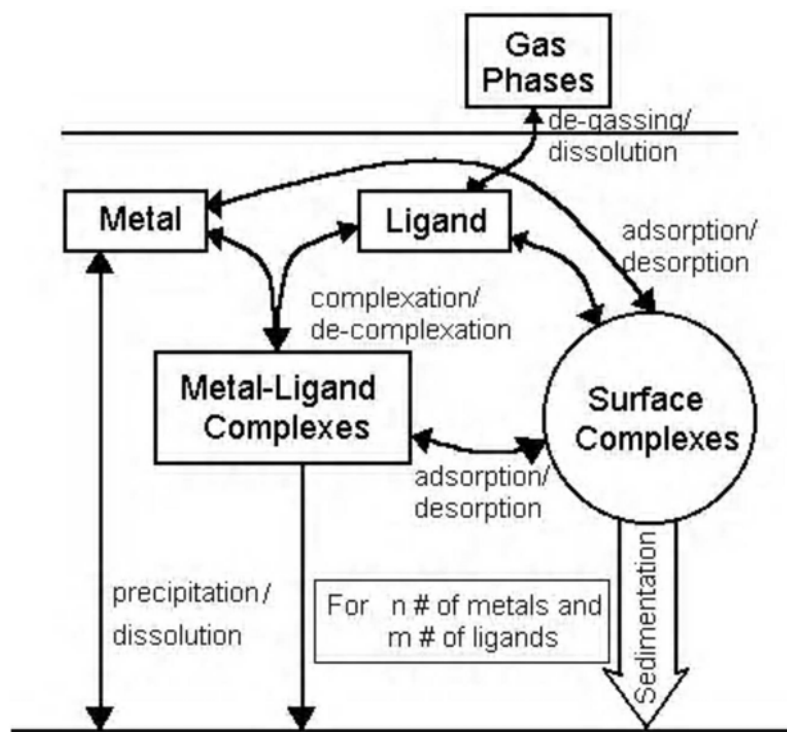 Gas
Phases
de-gassing/
dissolution
Metal
Ligand
adsorption/
desorption
complexation/
de-complexation
Metal-Ligand
Complexes
Surface
Complexes
adsorption/
desorption
precipitation/
dissolution
For n # of metals and
m # of ligands
Sedimentation